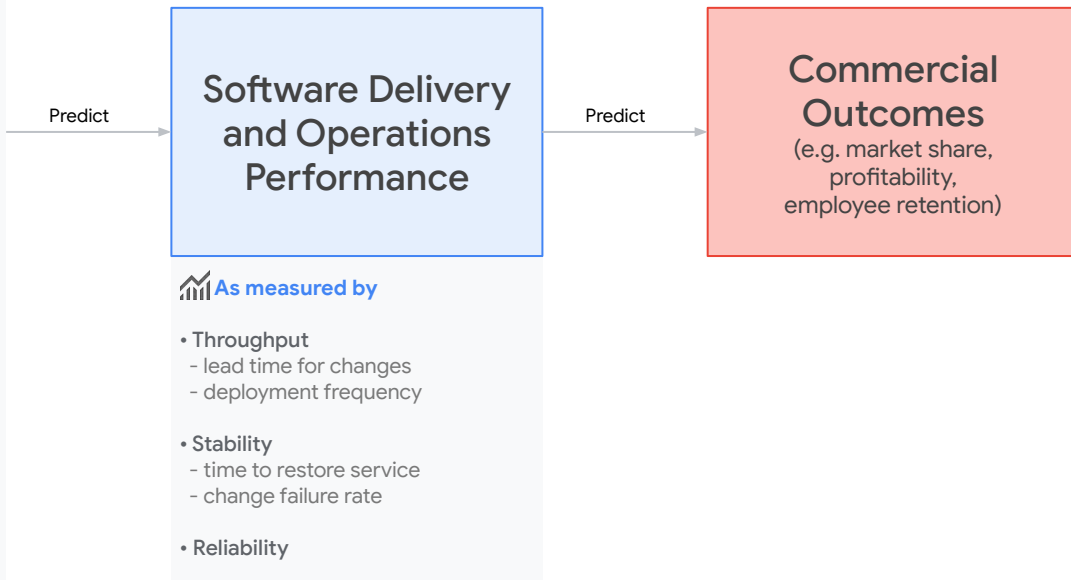 Predict
Software Delivery
and Operations
Performance
Predict
Commercial
Outcomes
(e.g. market share,
profitability,
employee retention)
As measured by
• Throughput
- lead time for changes
- deployment frequency
• Stability
- time to restore service
- change failure rate
• Reliability